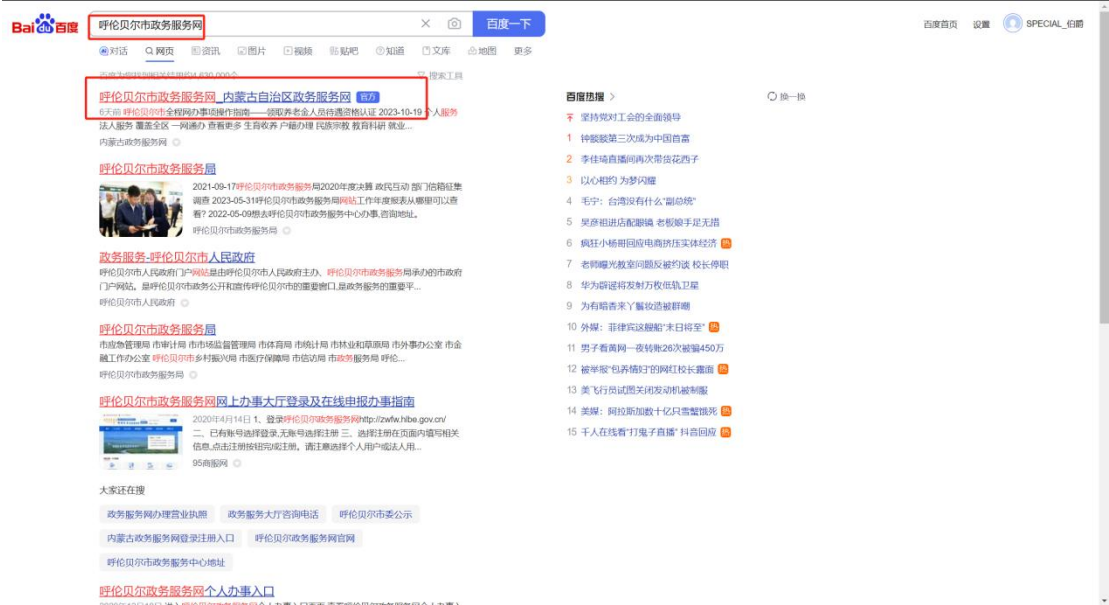 Bai百度
呼伦贝尔市政务服务网
百度一下
百度首页 设置 SPECIAL_伯爵
对话 网页 资讯 图片 视频 贴吧 知道 文库 地图 更多
百度为您找到相关结果约4,630,000个 搜索工具
呼伦贝尔市政务服务网_内蒙古自治区政务服务网 官方
6天前 呼伦贝尔市全程网办事项操作指南——领取养老金人员待遇资格认证 2023-10-19 个人服务
法人服务 覆盖全区 一网通办 查看更多 生育收养 户籍办理 民族宗教 教育科研 就业...
内蒙古政务服务网
呼伦贝尔市政务服务局
2021-09-17呼伦贝尔市政务服务局2020年度决算 政民互动 部门信箱征集
调查 2023-05-31呼伦贝尔市政务服务局网站工作年度报表从哪里可以查
看? 2022-05-09想去呼伦贝尔市政务服务中心办事,咨询地址。
呼伦贝尔市政务服务局
政务服务-呼伦贝尔市人民政府
呼伦贝尔市人民政府门户网站是由呼伦贝尔市人民政府主办、呼伦贝尔市政务服务局承办的市政府
门户网站。是呼伦贝尔市政务公开和宣传呼伦贝尔市的重要窗口,是政务服务的重要平...
呼伦贝尔市人民政府
呼伦贝尔市政务服务局
市应急管理局 市审计局 市市场监督管理局 市体育局 市统计局 市林业和草原局 市外事办公室 市金
融工作办公室 呼伦贝尔市乡村振兴局 市医疗保障局 市信访局 市政务服务局 呼伦...
呼伦贝尔市政务服务局
呼伦贝尔市政务服务网网上办事大厅登录及在线申报办事指南
2020年4月14日 1、登录呼伦贝尔政务服务网http://zwfw.hlbe.gov.cn/
二、已有账号选择登录,无账号选择注册 三、选择注册在页面内填写相关
信息,点击注册按钮完成注册。请注意选择个人用户或法人用...
95商服网
大家还在搜
政务服务网办理营业执照 政务服务大厅咨询电话 呼伦贝尔市委公示
内蒙古政务服务网登录注册入口 呼伦贝尔政务服务网官网
呼伦贝尔市政务服务中心地址
呼伦贝尔政务服务网个人办事入口
百度热搜 换一换
坚持党对工会的全面领导
1 钟睒睒第三次成为中国首富
2 李佳琦直播间再次带货花西子
3 以心相约 为梦闪耀
4 毛宁：台湾没有什么“副总统”
5 吴彦祖进店配眼镜 老板娘手足无措
6 疯狂小杨哥回应电商挤压实体经济 热
7 老师曝光教室问题反被约谈 校长停职
8 华为辟谣将发射万枚低轨卫星
9 为有暗香来丫鬟妆造被群嘲
10 外媒：菲律宾这艘船“末日将至” 热
11 男子看黄网一夜转账26次被骗450万
12 被举报“包养情妇”的网红校长露面 热
13 美飞行员试图关闭发动机被制服
14 美媒：阿拉斯加数十亿只雪蟹饿死 热
15 千人在线看“打鬼子直播” 抖音回应 热